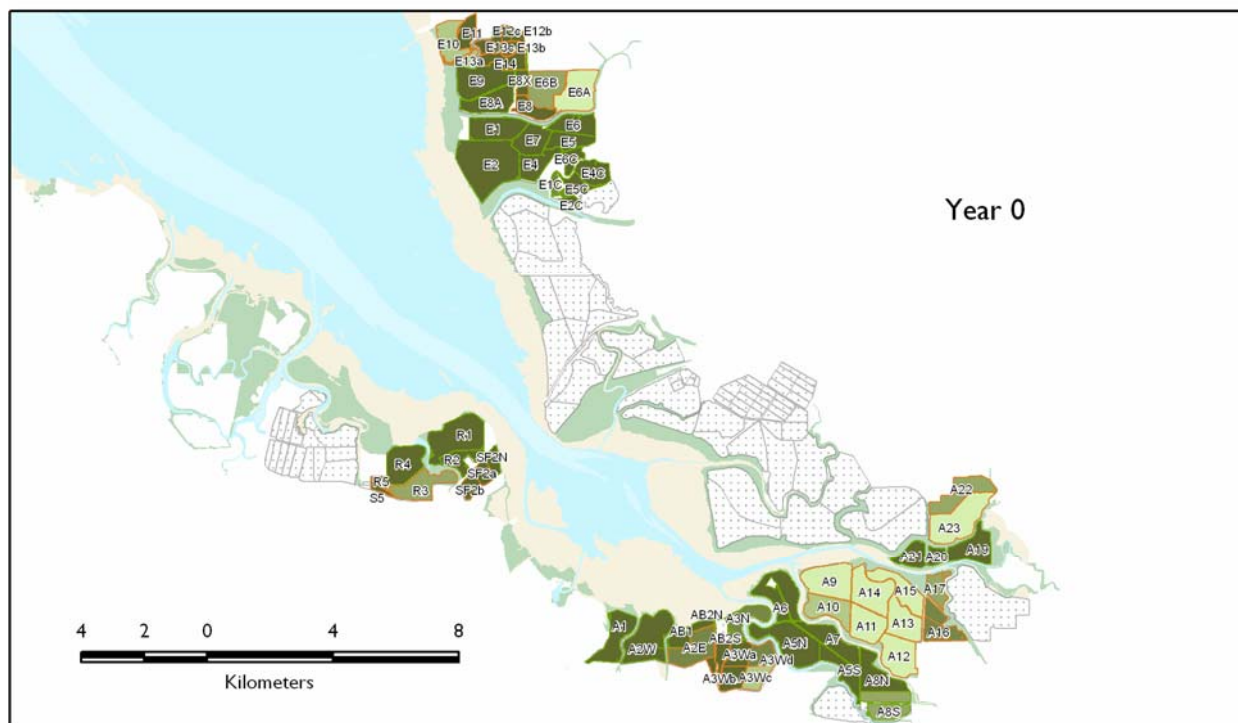 E11
E12c E12b
E10
E13c E13b
E13a
E14
E9
E8X
E6B
E6A
E8A
E8
E1
E7
E6
E5
E2
E4
E6C
E4C
E1C
E5C
E2C
Year 0
R1
R4
R2
SF2N
SF2a
R5
R3
SF2b
S5
A22
A23
A21
A20
A19
A9
A14
A15
A17
A10
A11
A13
A16
A12
A6
A1
AB2N
A3N
AB1
AB2S
A2W
A2E
A3Wa
A3Wd
A5N
A7
A3Wb
A3Wc
A5S
A8N
A8S
4 2 0 4 8
Kilometers